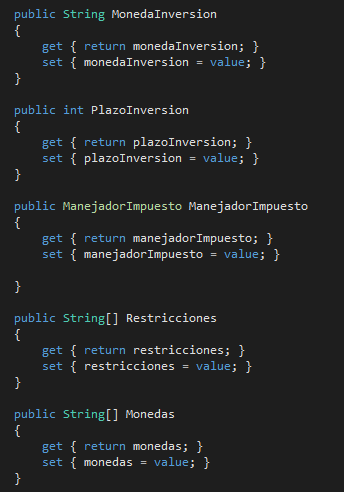 public String MonedaInversion
{
    get { return monedaInversion; }
    set { monedaInversion = value; }
}

public int PlazoInversion
{
    get { return plazoInversion; }
    set { plazoInversion = value; }
}

public ManejadorImpuesto ManejadorImpuesto
{
    get { return manejadorImpuesto; }
    set { manejadorImpuesto = value; }

}

public String[] Restricciones
{
    get { return restricciones; }
    set { restricciones = value; }
}

public String[] Monedas
{
    get { return monedas; }
    set { monedas = value; }
}